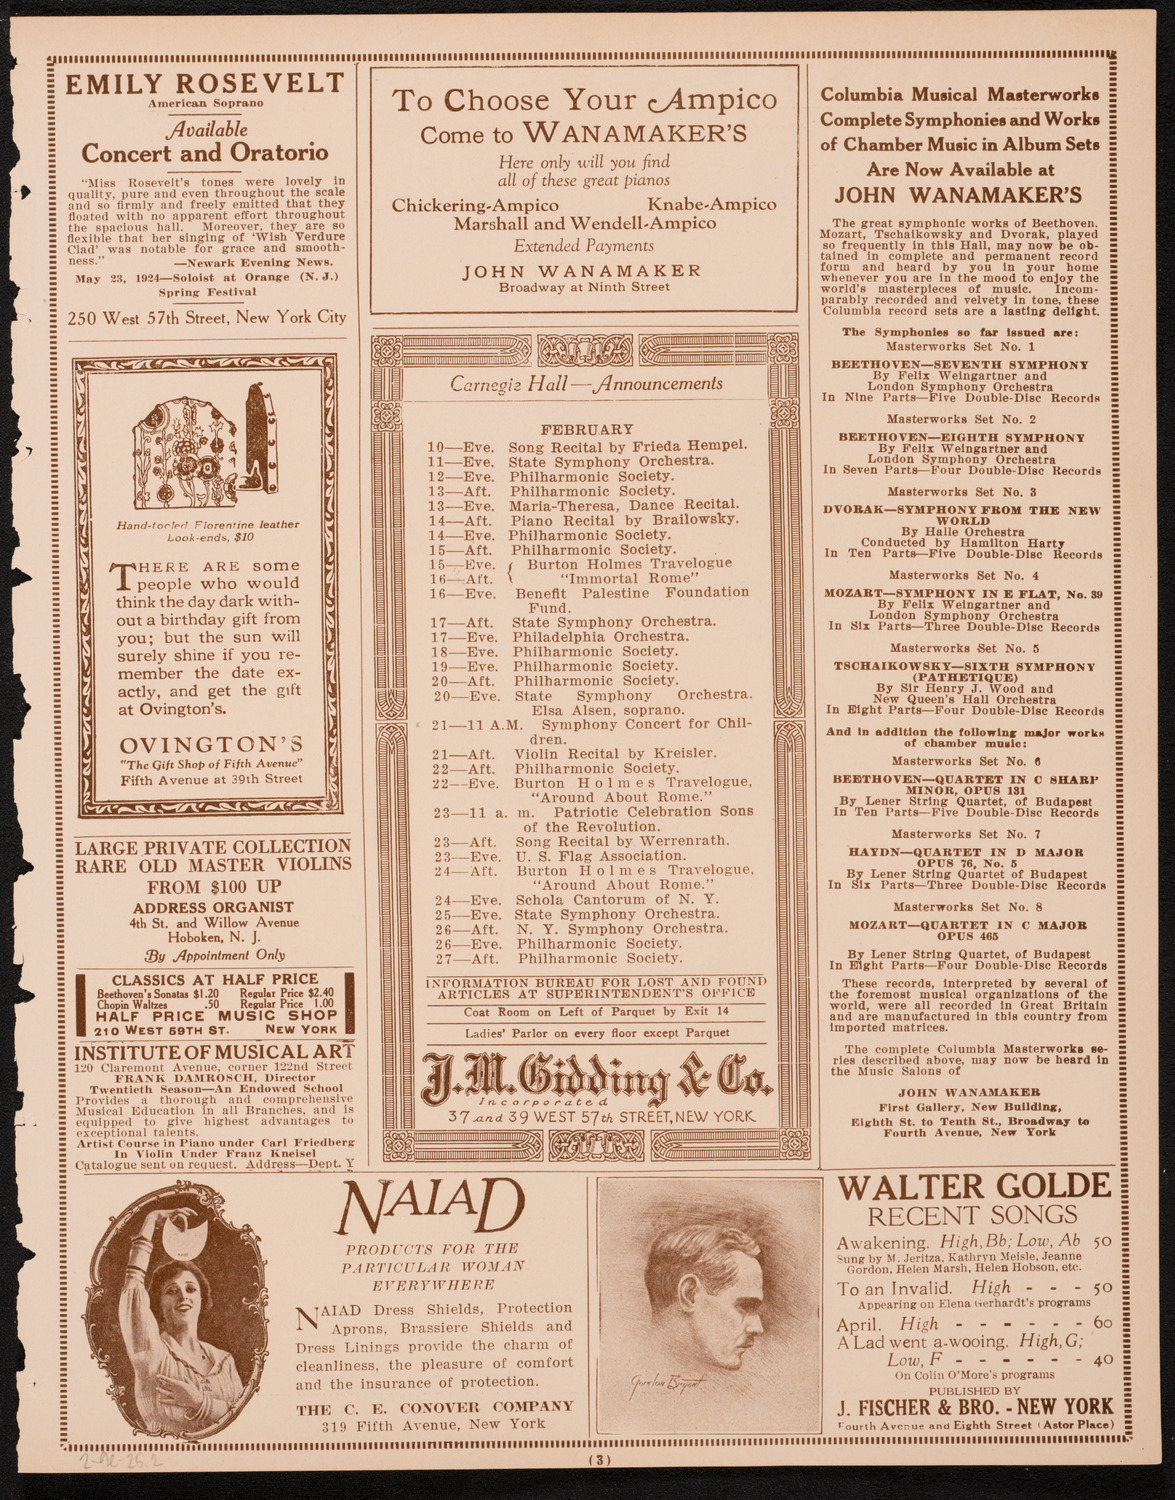 EMILY ROSEVELT
American Soprano
Available
Concert and Oratorio
“Miss Rosevelt's tones were lovely in
quality, pure and even throughout the scale
and so firmly and freely emitted that they
floated with no apparent effort throughout
the spacious hall. Moreover, they are so
flexible that her singing of ‘Wish Verdure
Clad’ was notable for grace and smooth-
ness.” —Newark Evening News.
May 23, 1924—Soloist at Orange (N. J.)
Spring Festival
250 West 57th Street, New York City
Hand-tooled Florentine leather
Look-ends, $10
THERE ARE some
people who would
think the day dark with-
out a birthday gift from
you; but the sun will
surely shine if you re-
member the date ex-
actly, and get the gift
at Ovington's.
OVINGTON'S
"The Gift Shop of Fifth Avenue"
Fifth Avenue at 39th Street
LARGE PRIVATE COLLECTION
RARE OLD MASTER VIOLINS
FROM $100 UP
ADDRESS ORGANIST
4th St. and Willow Avenue
Hoboken, N. J.
By Appointment Only
CLASSICS AT HALF PRICE
Beethoven's Sonatas $1.20 Regular Price $2.40
Chopin Waltzes .50 Regular Price 1.00
HALF PRICE MUSIC SHOP
210 WEST 59TH ST. NEW YORK
INSTITUTE OF MUSICAL ART
120 Claremont Avenue, corner 122nd Street
FRANK DAMROSCH, Director
Twentieth Season—An Endowed School
Provides a thorough and comprehensive
Musical Education in all Branches, and is
equipped to give highest advantages to
exceptional talents.
Artist Course in Piano under Carl Friedberg
In Violin Under Franz Kneisel
Catalogue sent on request. Address—Dept. Y
To Choose Your Ampico
Come to WANAMAKER'S
Here only will you find
all of these great pianos
Chickering-Ampico Knabe-Ampico
Marshall and Wendell-Ampico
Extended Payments
JOHN WANAMAKER
Broadway at Ninth Street
Carnegie Hall—Announcements
FEBRUARY
10—Eve. Song Recital by Frieda Hempel.
11—Eve. State Symphony Orchestra.
12—Eve. Philharmonic Society.
13—Aft. Philharmonic Society.
13—Eve. Maria-Theresa, Dance Recital.
14—Aft. Piano Recital by Brailowsky.
14—Eve. Philharmonic Society.
15—Aft. Philharmonic Society.
15—Eve. { Burton Holmes Travelogue
16—Aft. { “Immortal Rome”
16—Eve. Benefit Palestine Foundation
Fund.
17—Aft. State Symphony Orchestra.
17—Eve. Philadelphia Orchestra.
18—Eve. Philharmonic Society.
19—Eve. Philharmonic Society.
20—Aft. Philharmonic Society.
20—Eve. State Symphony Orchestra.
Elsa Alsen, soprano.
21—11 A.M. Symphony Concert for Chil-
dren.
21—Aft. Violin Recital by Kreisler.
22—Aft. Philharmonic Society.
22—Eve. Burton Holmes Travelogue,
“Around About Rome.”
23—11 a. m. Patriotic Celebration Sons
of the Revolution.
23—Aft. Song Recital by Werrenrath.
23—Eve. U. S. Flag Association.
24—Aft. Burton Holmes Travelogue,
“Around About Rome.”
24—Eve. Schola Cantorum of N. Y.
25—Eve. State Symphony Orchestra.
26—Aft. N. Y. Symphony Orchestra.
26—Eve. Philharmonic Society.
27—Aft. Philharmonic Society.
INFORMATION BUREAU FOR LOST AND FOUND
ARTICLES AT SUPERINTENDENT'S OFFICE
Coat Room on Left of Parquet by Exit 14
Ladies' Parlor on every floor except Parquet
J. M. Gidding & Co.
Incorporated
37 and 39 WEST 57th STREET, NEW YORK
Columbia Musical Masterworks
Complete Symphonies and Works
of Chamber Music in Album Sets
Are Now Available at
JOHN WANAMAKER'S
The great symphonic works of Beethoven,
Mozart, Tschaikowsky and Dvorak, played
so frequently in this Hall, may now be ob-
tained in complete and permanent record
form and heard by you in your home
whenever you are in the mood to enjoy the
world's masterpieces of music. Incom-
parably recorded and velvety in tone, these
Columbia record sets are a lasting delight.
The Symphonies so far issued are:
Masterworks Set No. 1
BEETHOVEN—SEVENTH SYMPHONY
By Felix Weingartner and
London Symphony Orchestra
In Nine Parts—Five Double-Disc Records
Masterworks Set No. 2
BEETHOVEN—EIGHTH SYMPHONY
By Felix Weingartner and
London Symphony Orchestra
In Seven Parts—Four Double-Disc Records
Masterworks Set No. 3
DVORAK—SYMPHONY FROM THE NEW
WORLD
By Halle Orchestra
Conducted by Hamilton Harty
In Ten Parts—Five Double-Disc Records
Masterworks Set No. 4
MOZART—SYMPHONY IN E FLAT, No. 39
By Felix Weingartner and
London Symphony Orchestra
In Six Parts—Three Double-Disc Records
Masterworks Set No. 5
TSCHAIKOWSKY—SIXTH SYMPHONY
(PATHETIQUE)
By Sir Henry J. Wood and
New Queen's Hall Orchestra
In Eight Parts—Four Double-Disc Records
And in addition the following major works
of chamber music:
Masterworks Set No. 6
BEETHOVEN—QUARTET IN C SHARP
MINOR, OPUS 131
By Lener String Quartet, of Budapest
In Ten Parts—Five Double-Disc Records
Masterworks Set No. 7
HAYDN—QUARTET IN D MAJOR
OPUS 76, No. 5
By Lener String Quartet of Budapest
In Six Parts—Three Double-Disc Records
Masterworks Set No. 8
MOZART—QUARTET IN C MAJOR
OPUS 465
By Lener String Quartet, of Budapest
In Eight Parts—Four Double-Disc Records
These records, interpreted by several of
the foremost musical organizations of the
world, were all recorded in Great Britain
and are manufactured in this country from
imported matrices.
The complete Columbia Masterworks se-
ries described above, may now be heard in
the Music Salons of
JOHN WANAMAKER
First Gallery, New Building,
Eighth St. to Tenth St., Broadway to
Fourth Avenue, New York
NAIAD
PRODUCTS FOR THE
PARTICULAR WOMAN
EVERYWHERE
NAIAD Dress Shields, Protection
Aprons, Brassiere Shields and
Dress Linings provide the charm of
cleanliness, the pleasure of comfort
and the insurance of protection.
THE C. E. CONOVER COMPANY
319 Fifth Avenue, New York
Gordon Bryant
WALTER GOLDE
RECENT SONGS
Awakening. High, Bb; Low, Ab 50
Sung by M. Jeritza, Kathryn Meisle, Jeanne
Gordon, Helen Marsh, Helen Hobson, etc.
To an Invalid. High - - - 50
Appearing on Elena Gerhardt's programs
April. High - - - - - - 60
A Lad went a-wooing. High, G;
Low, F - - - - - - 40
On Colin O'More's programs
PUBLISHED BY
J. FISCHER & BRO. - NEW YORK
Fourth Avenue and Eighth Street (Astor Place)
(3)